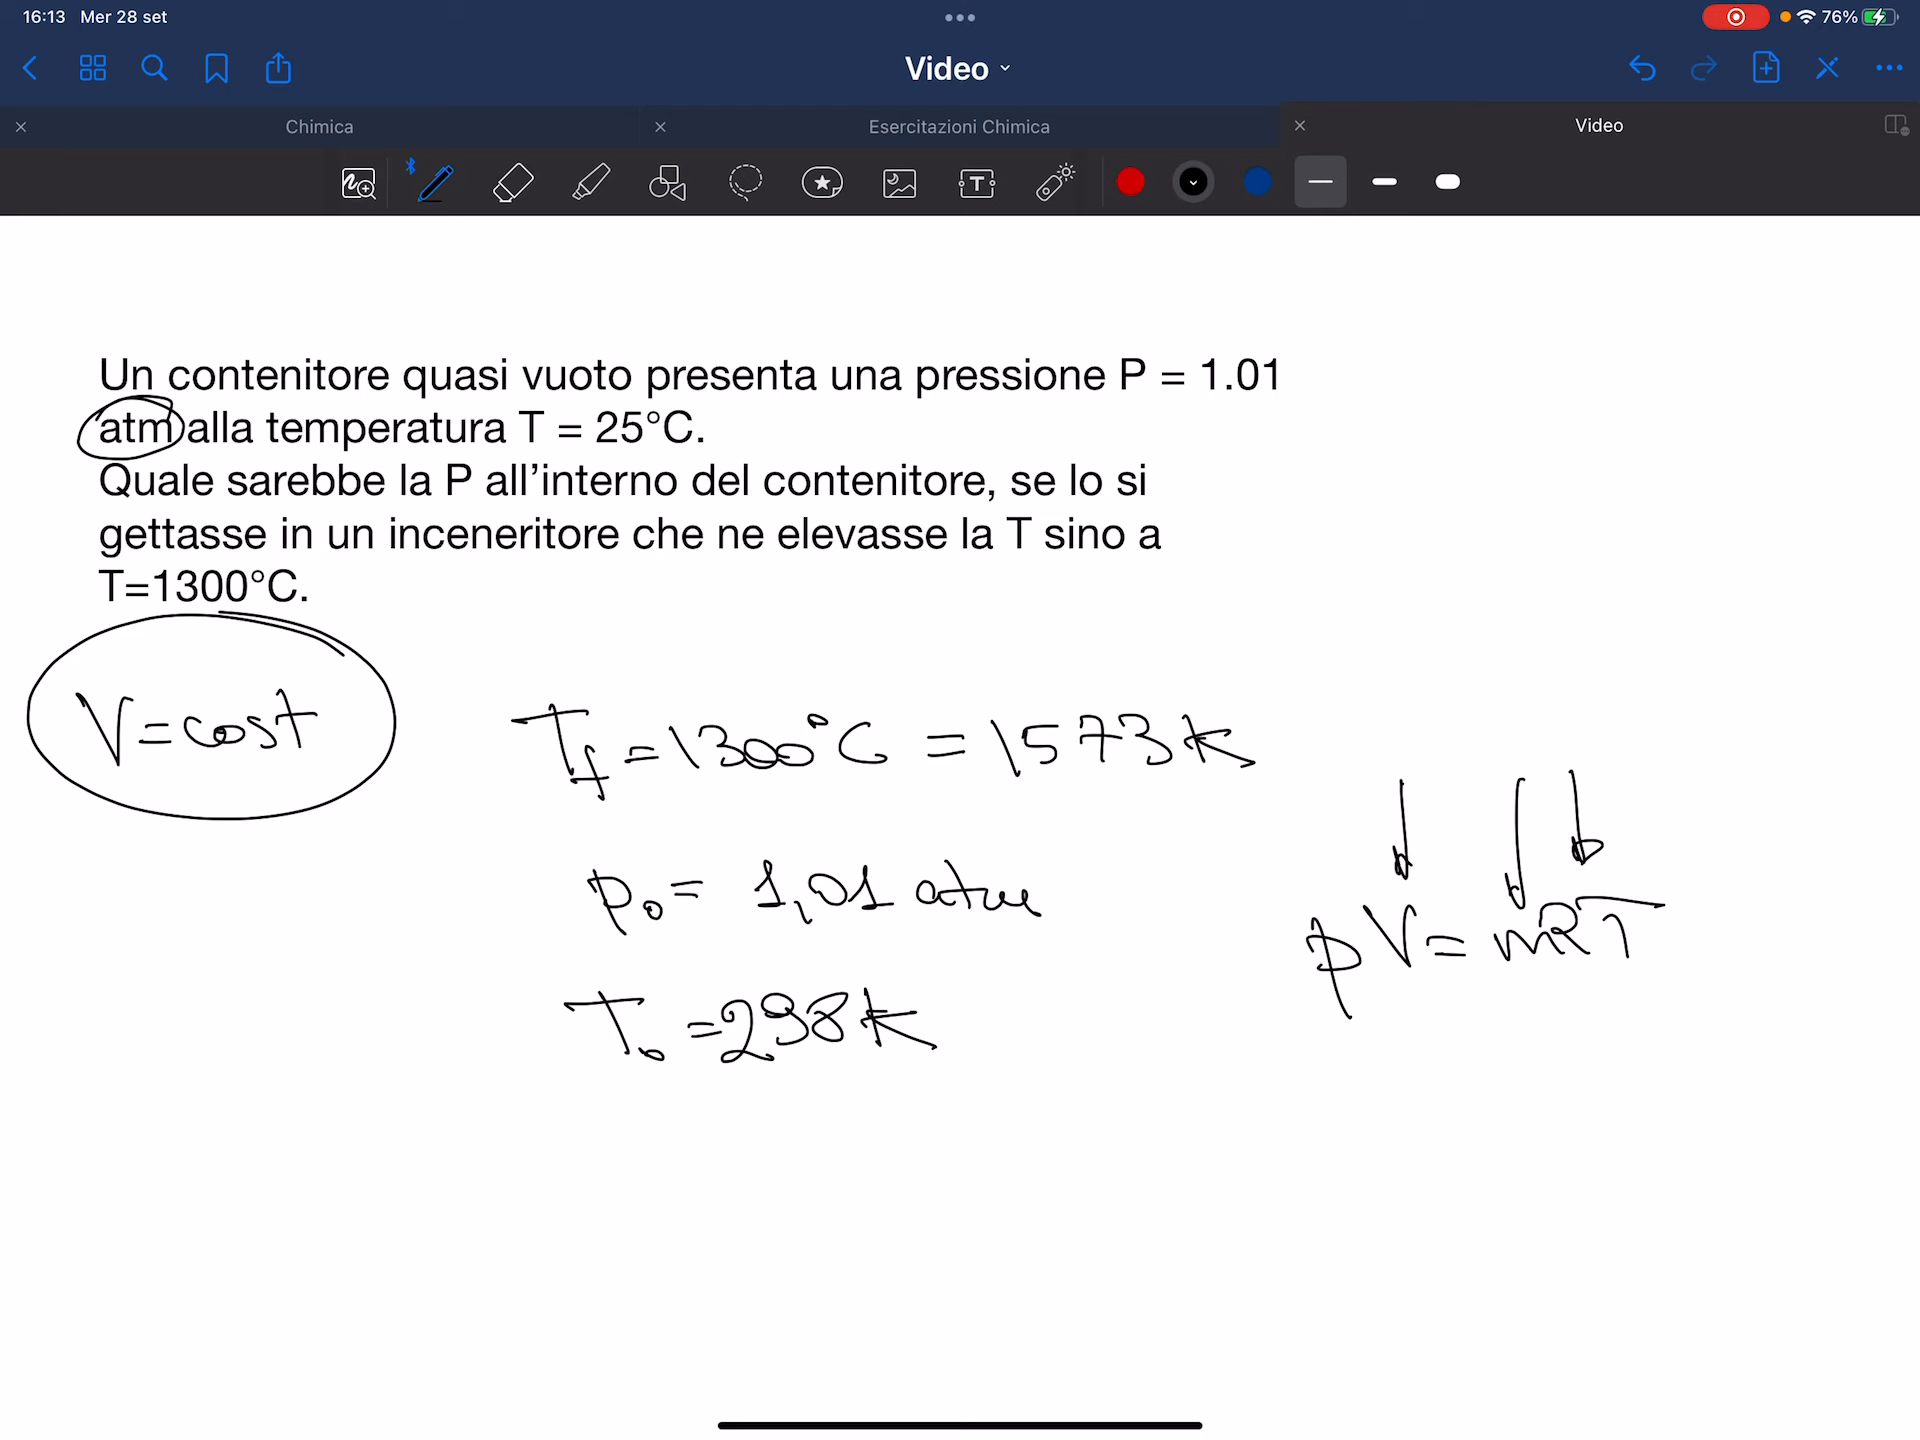 16:13 Mer 28 set
76%
Video
Chimica
Esercitazioni Chimica
Video
T
Un contenitore quasi vuoto presenta una pressione P = 1.01
atm alla temperatura T = 25°C.
Quale sarebbe la P all’interno del contenitore, se lo si
gettasse in un inceneritore che ne elevasse la T sino a
T=1300°C.
V=cost
Tf = 1300°C = 1573 K
p₀ = 1,01 atm
pV = nRT
T₀ = 298 K